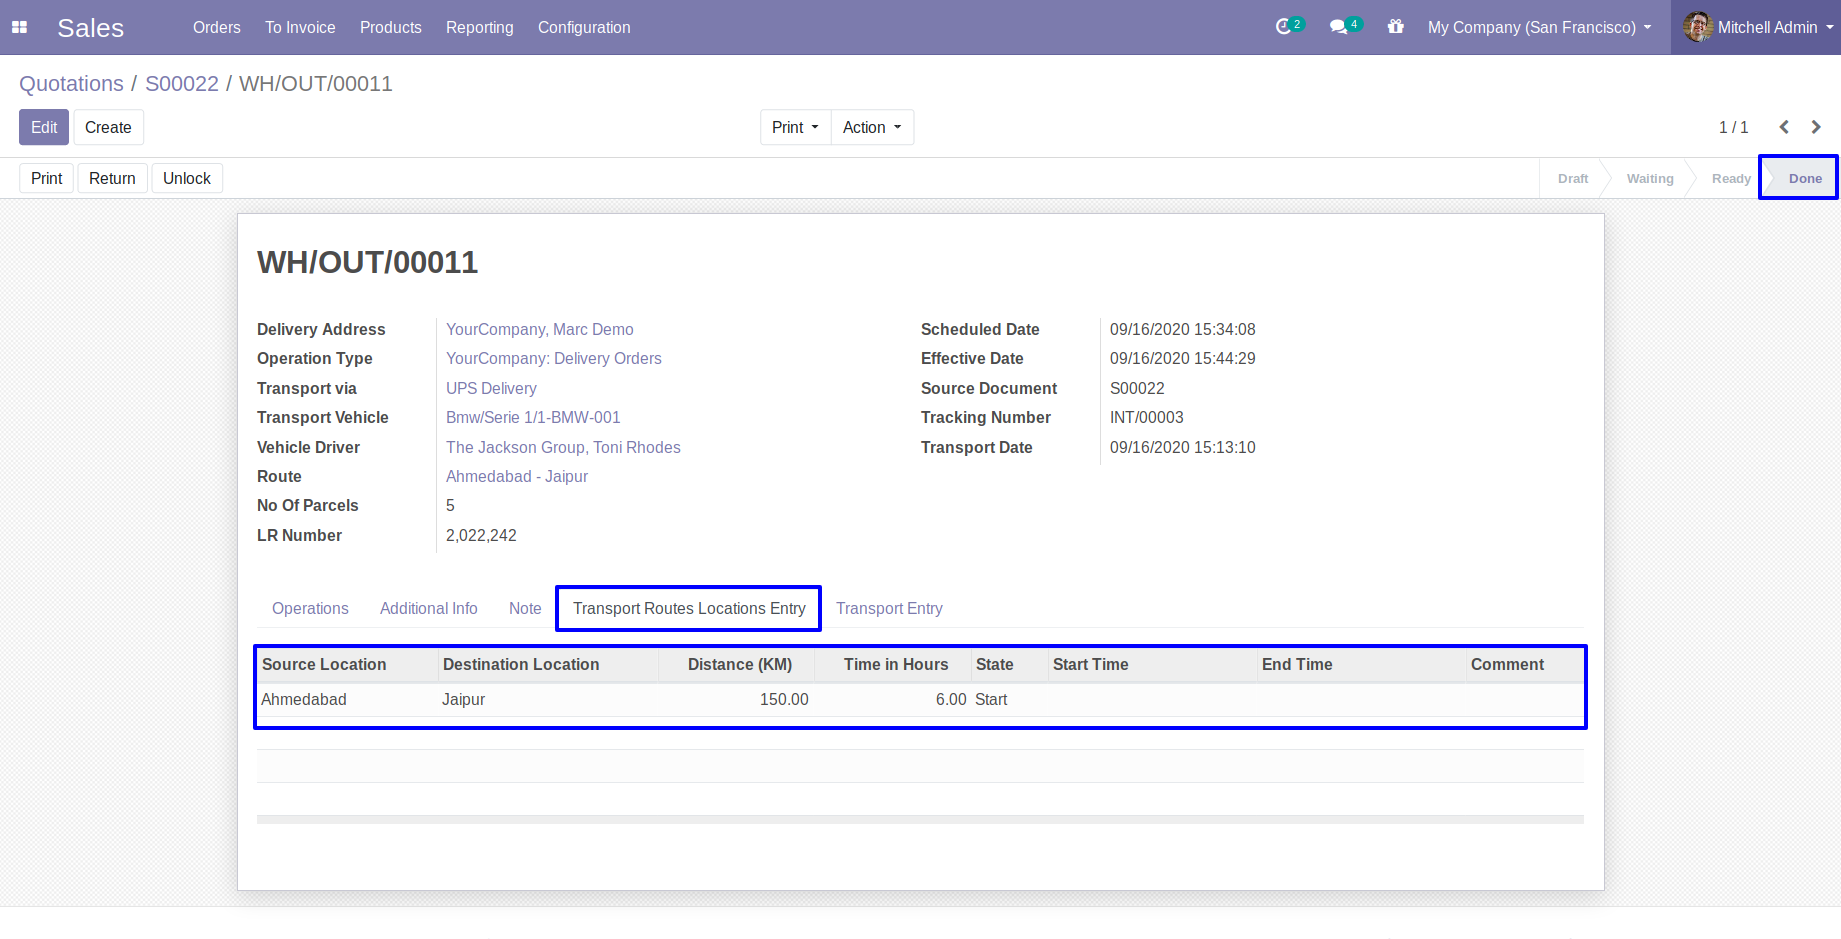 Sales Orders To Invoice Products Reporting Configuration 2 4 My Company (San Francisco) Mitchell Admin
Quotations / S00022 / WH/OUT/00011
Edit Create Print Action 1 / 1
Print Return Unlock Draft Waiting Ready Done
WH/OUT/00011
Delivery Address YourCompany, Marc Demo Scheduled Date 09/16/2020 15:34:08
Operation Type YourCompany: Delivery Orders Effective Date 09/16/2020 15:44:29
Transport via UPS Delivery Source Document S00022
Transport Vehicle Bmw/Serie 1/1-BMW-001 Tracking Number INT/00003
Vehicle Driver The Jackson Group, Toni Rhodes Transport Date 09/16/2020 15:13:10
Route Ahmedabad - Jaipur
No Of Parcels 5
LR Number 2,022,242
Operations Additional Info Note Transport Routes Locations Entry Transport Entry
Source Location Destination Location Distance (KM) Time in Hours State Start Time End Time Comment
Ahmedabad Jaipur 150.00 6.00 Start